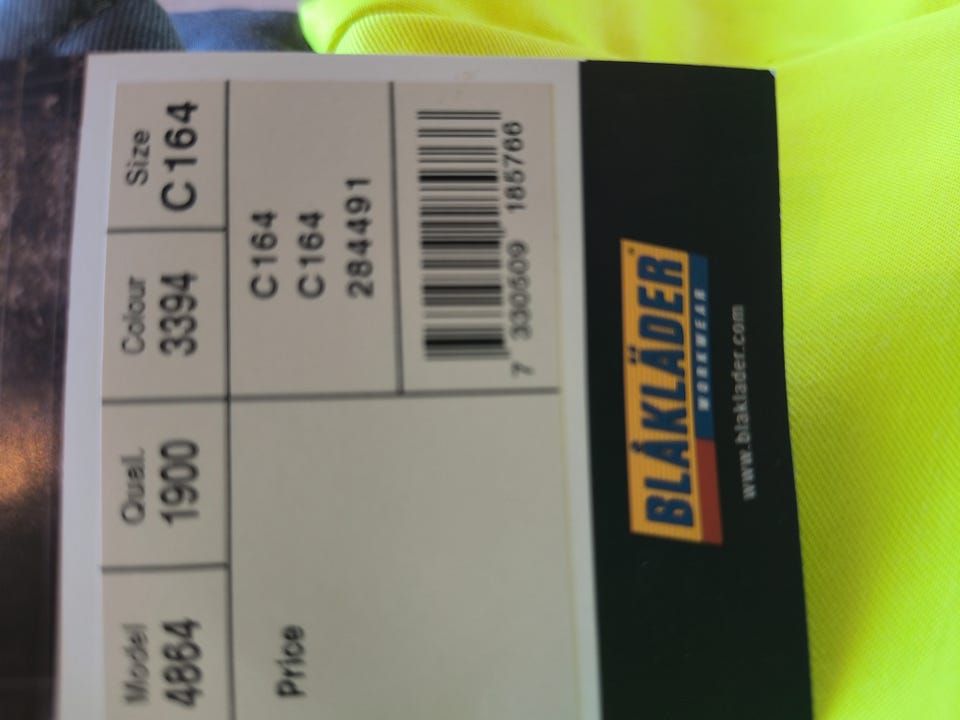 Model Qual. Colour Size
4864 1900 3394 C164
Price
C164
C164
284491
7 330509 185766
BLÅKLÄDER
WORKWEAR
www.blaklader.com